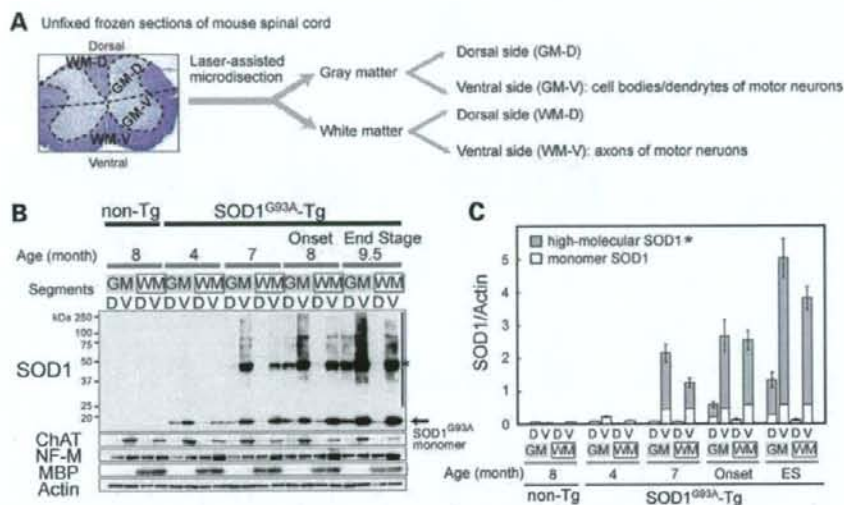 A Unfixed frozen sections of mouse spinal cord
Dorsal
WM-D
GM-D
GM-V
WM-V
Ventral
Laser-assisted
microdisection
Gray matter
White matter
Dorsal side (GM-D)
Ventral side (GM-V): cell bodies/dendrytes of motor neurons
Dorsal side (WM-D)
Ventral side (WM-V): axons of motor neruons
B
non-Tg SOD1G93A-Tg
Onset End Stage
Age (month) 8 4 7 8 9.5
Segments GM WM GM WM GM WM GM WM GM WM
D V D V D V D V D V D V D V D V D V D V
kDa 250
100
75
50
37
25
20
SOD1
*
SOD1G93A
monomer
ChAT
NF-M
MBP
Actin
C
high-molecular SOD1*
monomer SOD1
SOD1/Actin
5
4
3
2
1
0
D V D V D V D V D V D V D V D V D V D V
GM WM GM WM GM WM GM WM GM WM
Age (month) 8 4 7 Onset ES
non-Tg SOD1G93A-Tg